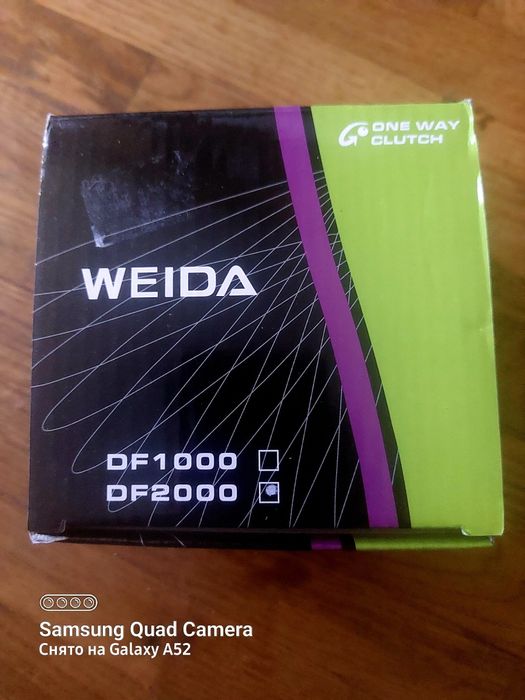 ONE WAY
CLUTCH
WEIDA
DF1000
DF2000
Samsung Quad Camera
Снято на Galaxy A52